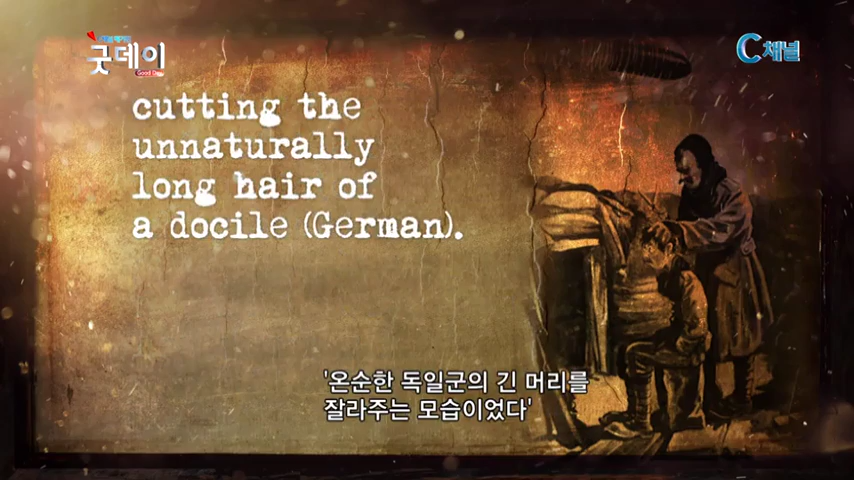 굿데이
Good Day
C채널
cutting the
unnaturally
long hair of
a docile (German).
'온순한 독일군의 긴 머리를
잘라주는 모습이었다'